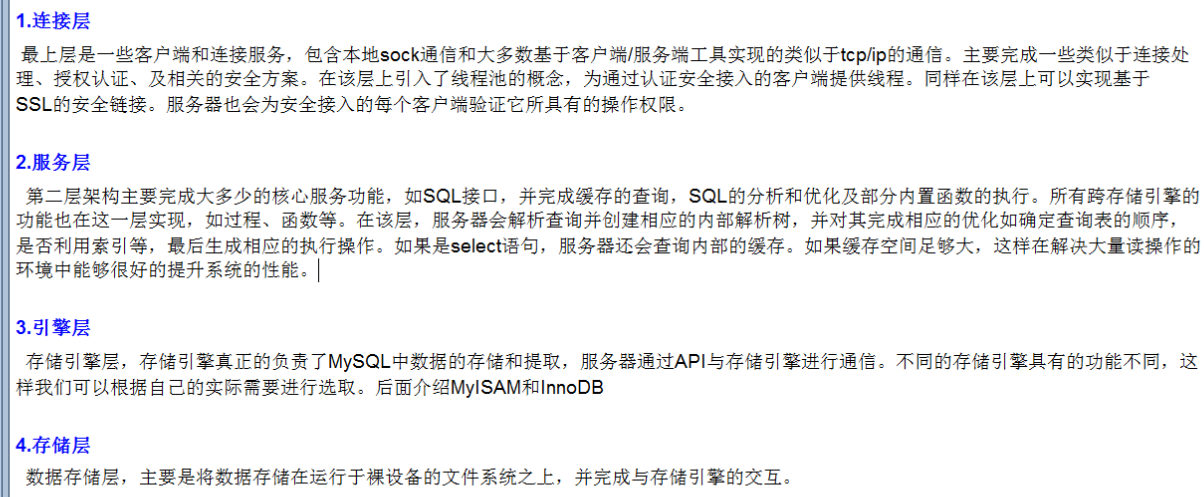 1.连接层
最上层是一些客户端和连接服务，包含本地sock通信和大多数基于客户端/服务端工具实现的类似于tcp/ip的通信。主要完成一些类似于连接处
理、授权认证、及相关的安全方案。在该层上引入了线程池的概念，为通过认证安全接入的客户端提供线程。同样在该层上可以实现基于
SSL的安全链接。服务器也会为安全接入的每个客户端验证它所具有的操作权限。
2.服务层
第二层架构主要完成大多少的核心服务功能，如SQL接口，并完成缓存的查询，SQL的分析和优化及部分内置函数的执行。所有跨存储引擎的
功能也在这一层实现，如过程、函数等。在该层，服务器会解析查询并创建相应的内部解析树，并对其完成相应的优化如确定查询表的顺序，
是否利用索引等，最后生成相应的执行操作。如果是select语句，服务器还会查询内部的缓存。如果缓存空间足够大，这样在解决大量读操作的
环境中能够很好的提升系统的性能。
3.引擎层
存储引擎层，存储引擎真正的负责了MySQL中数据的存储和提取，服务器通过API与存储引擎进行通信。不同的存储引擎具有的功能不同，这
样我们可以根据自己的实际需要进行选取。后面介绍MyISAM和InnoDB
4.存储层
数据存储层，主要是将数据存储在运行于裸设备的文件系统之上，并完成与存储引擎的交互。